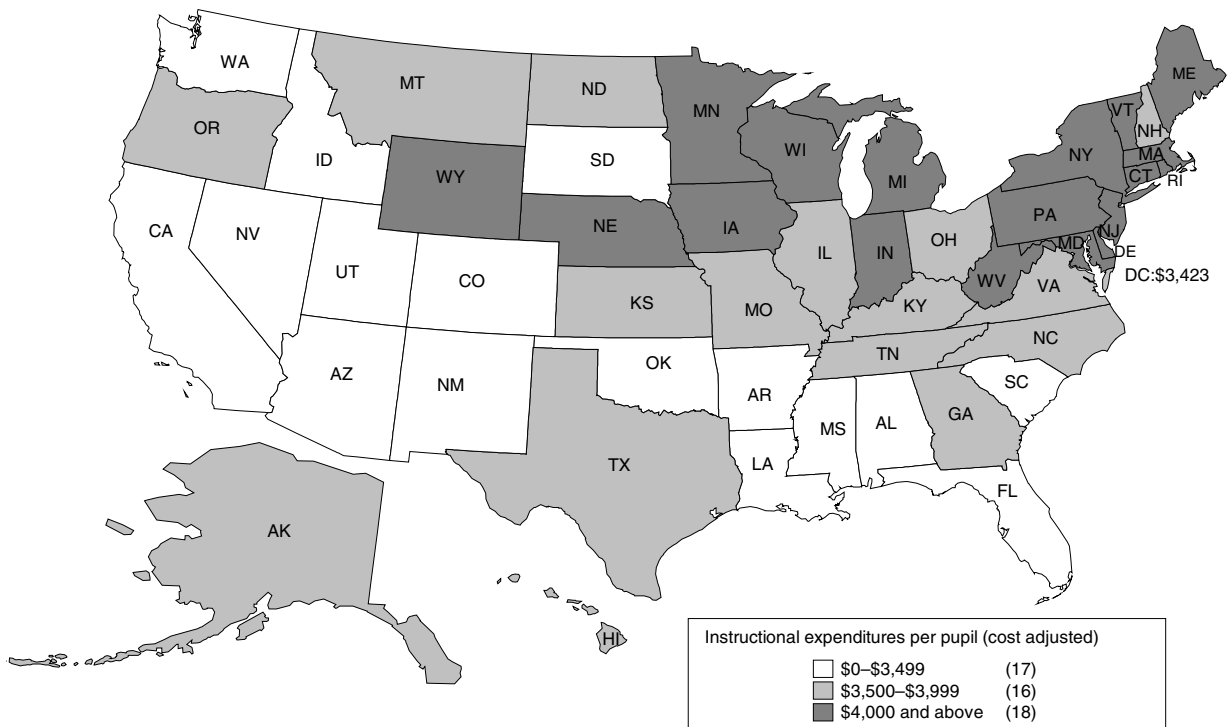 WA
MT
ND
ME
OR
MN
VT
NH
ID
SD
WI
NY
MA
WY
MI
CT
RI
CA
NV
NE
IA
PA
NJ
UT
CO
IL
IN
OH
MD
DE
DC:$3,423
KS
MO
KY
WV
VA
AZ
NM
OK
TN
NC
AR
SC
MS
AL
GA
TX
LA
FL
AK
HI
Instructional expenditures per pupil (cost adjusted)
$0–$3,499 (17)
$3,500–$3,999 (16)
$4,000 and above (18)